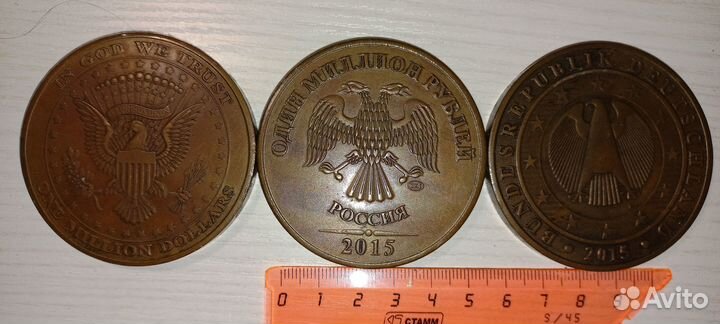 IN GOD WE TRUST
ONE MILLION DOLLARS
ОДИН МИЛЛИОН РУБЛЕЙ
РОССИЯ
2015
BUNDESREPUBLIK DEUTSCHLAND
2015
0 1 2 3 4 5 6 7 8
СТАММ
Avito